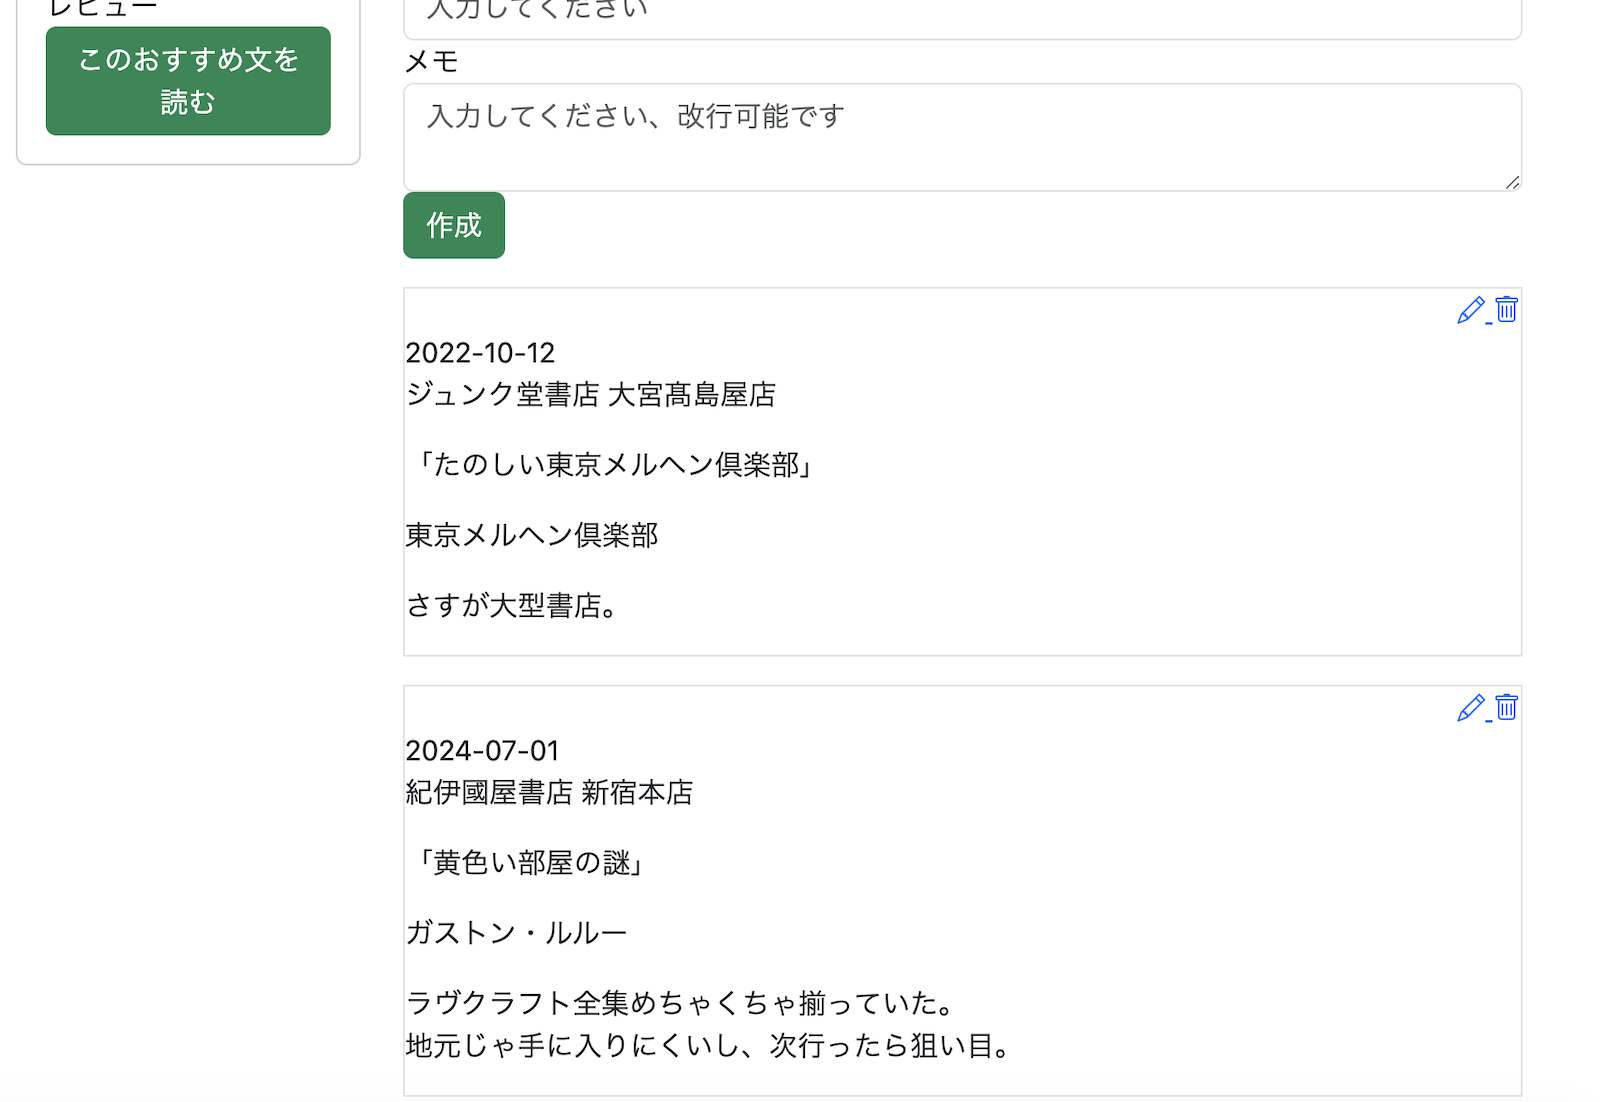 レビュー
このおすすめ文を
読む
入力してください
メモ
入力してください、改行可能です
作成
2022-10-12
ジュンク堂書店 大宮髙島屋店
「たのしい東京メルヘン倶楽部」
東京メルヘン倶楽部
さすが大型書店。
2024-07-01
紀伊國屋書店 新宿本店
「黄色い部屋の謎」
ガストン・ルルー
ラヴクラフト全集めちゃくちゃ揃っていた。
地元じゃ手に入りにくいし、次行ったら狙い目。